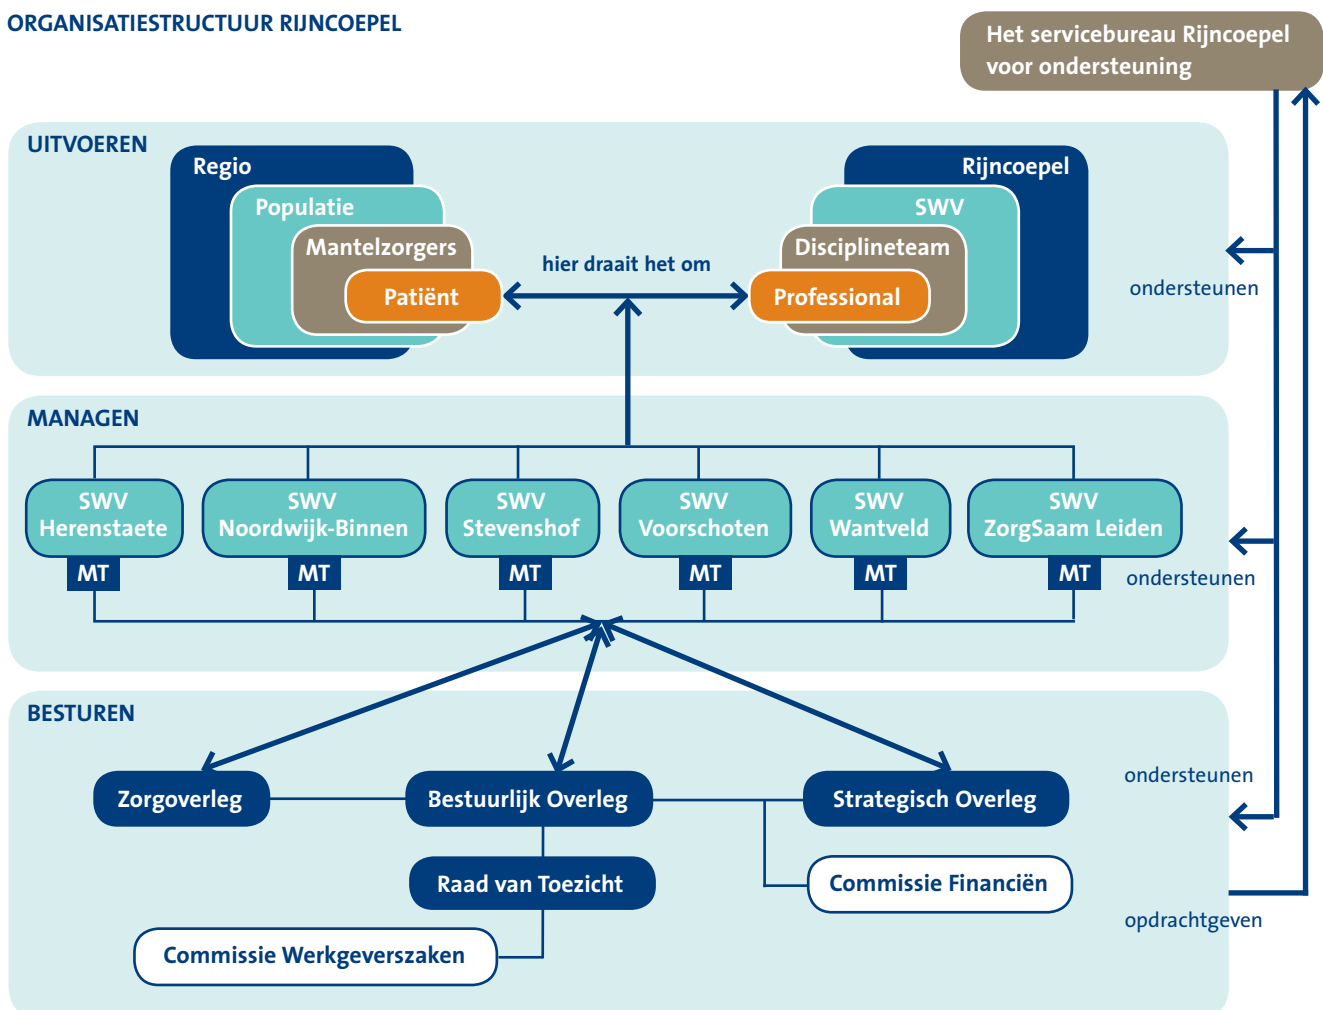 ORGANISATIESTRUCTUUR RIJNCOEPEL
Het servicebureau Rijncoepel
voor ondersteuning
UITVOEREN
Regio
Populatie
Mantelzorgers
Patiënt
hier draait het om
Rijncoepel
SWV
Disciplineteam
Professional
ondersteunen
MANAGEN
SWV
Herenstaete
MT
SWV
Noordwijk-Binnen
MT
SWV
Stevenshof
MT
SWV
Voorschoten
MT
SWV
Wantveld
MT
SWV
ZorgSaam Leiden
MT
ondersteunen
BESTUREN
Zorgoverleg
Bestuurlijk Overleg
Strategisch Overleg
ondersteunen
Raad van Toezicht
Commissie Financiën
opdrachtgeven
Commissie Werkgeverszaken